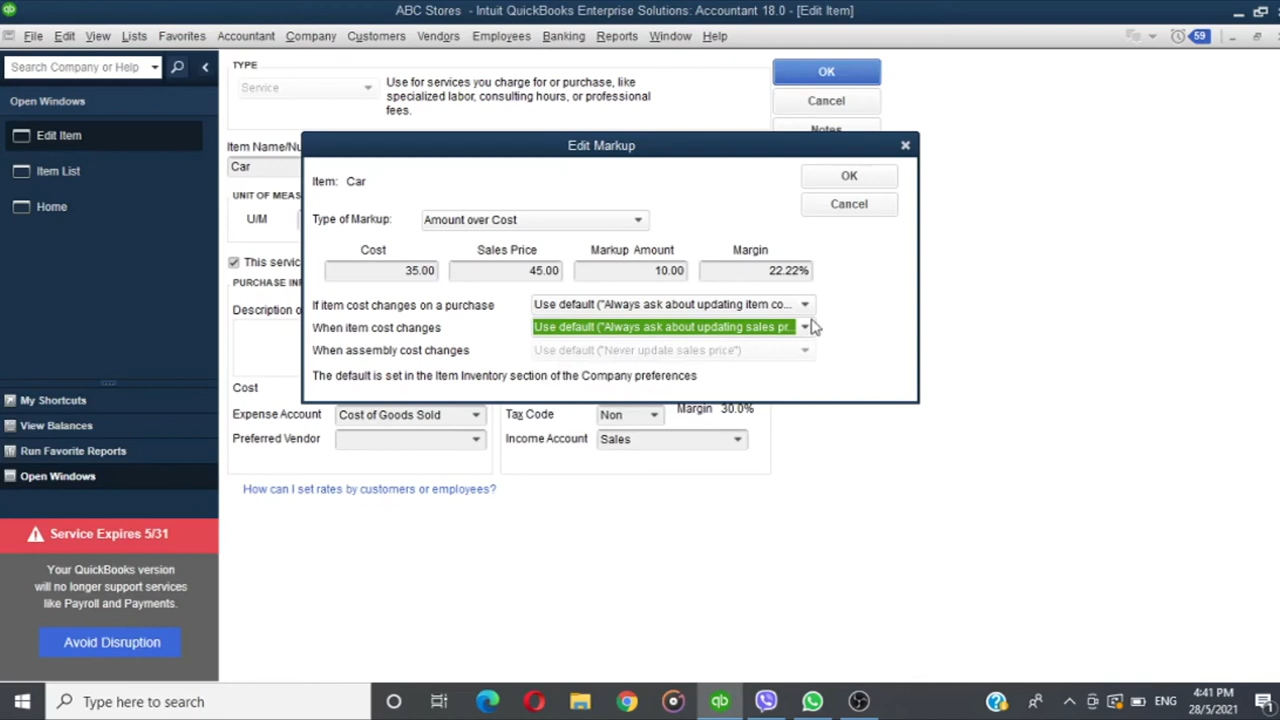 ABC Stores - Intuit QuickBooks Enterprise Solutions: Accountant 18.0 - [Edit Item]
File Edit View Lists Favorites Accountant Company Customers Vendors Employees Banking Reports Window Help
59
Search Company or Help
Open Windows
Edit Item
Item List
Home
My Shortcuts
View Balances
Run Favorite Reports
Open Windows
Service Expires 5/31
Your QuickBooks version
will no longer support services
like Payroll and Payments.
Avoid Disruption
TYPE
Service
Use for services you charge for or purchase, like
specialized labor, consulting hours, or professional
fees.
OK
Cancel
Notes
Item Name/Nu
Car
UNIT OF MEAS
U/M
This servic
PURCHASE INF
Description o
Cost
Expense Account Cost of Goods Sold
Preferred Vendor
Tax Code Non
Margin 30.0%
Income Account Sales
How can I set rates by customers or employees?
Edit Markup
Item: Car
OK
Cancel
Type of Markup: Amount over Cost
Cost Sales Price Markup Amount Margin
35.00 45.00 10.00 22.22%
If item cost changes on a purchase Use default ("Always ask about updating item co...
When item cost changes Use default ("Always ask about updating sales pr...
When assembly cost changes Use default ("Never update sales price")
The default is set in the Item Inventory section of the Company preferences
Type here to search
ENG
4:41 PM
28/5/2021
1